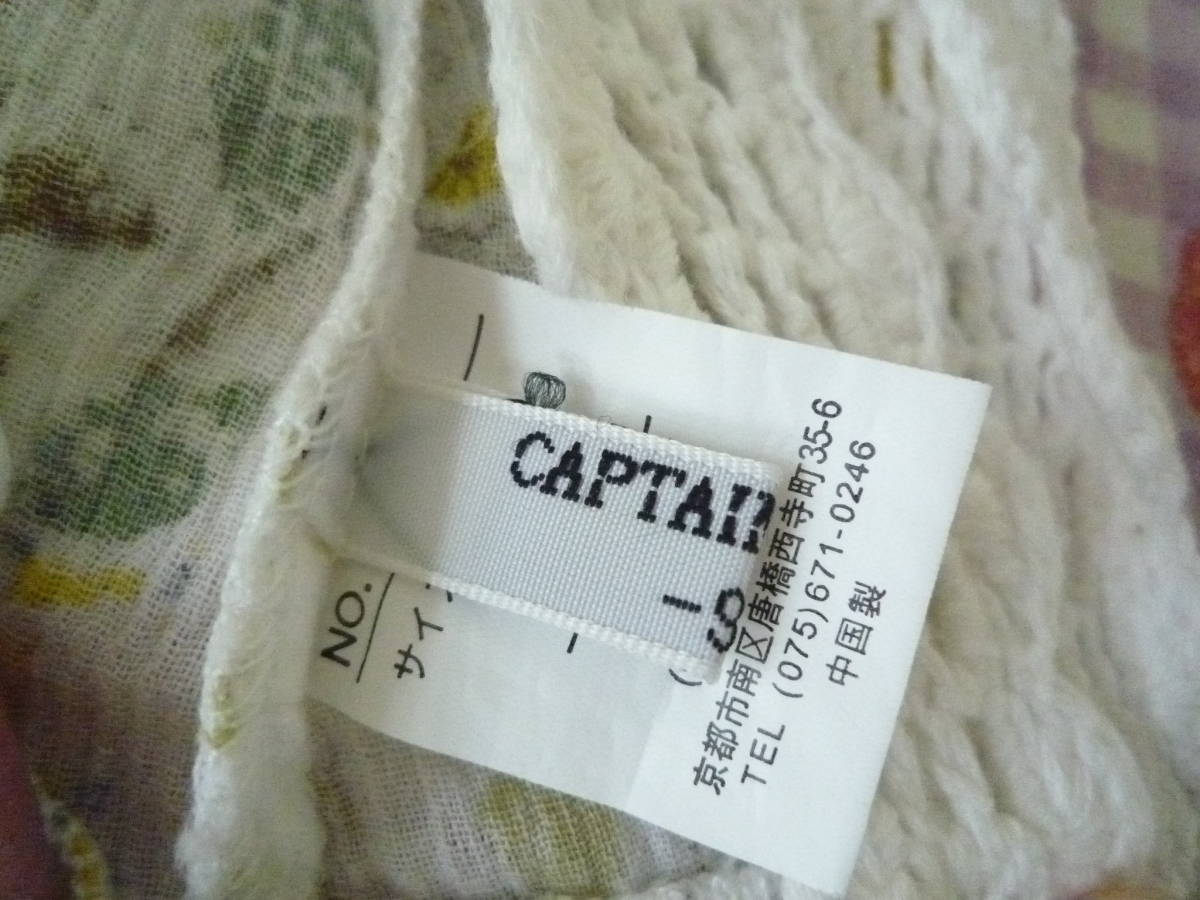 CAPTAI
NO.
サイ
京都市南区唐橋西寺町35-6
TEL (075)671-0246
中国製